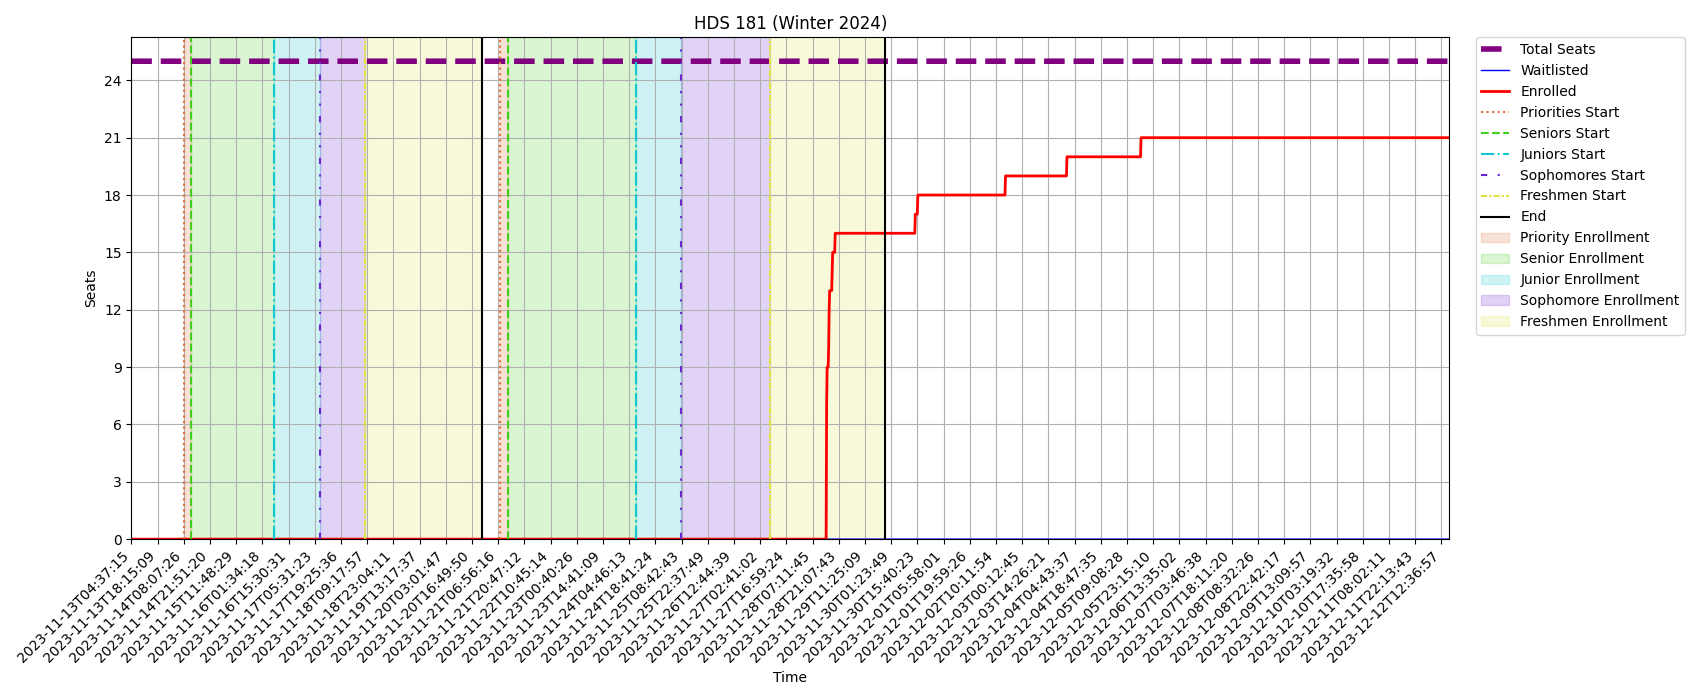 HDS 181 (Winter 2024)
Total Seats
Waitlisted
Enrolled
Priorities Start
Seniors Start
Juniors Start
Sophomores Start
Freshmen Start
End
Priority Enrollment
Senior Enrollment
Junior Enrollment
Sophomore Enrollment
Freshmen Enrollment
Seats
24
21
18
15
12
9
6
3
0
2023-11-13T04:37:15
2023-11-13T18:15:09
2023-11-14T08:07:26
2023-11-14T21:51:20
2023-11-15T11:48:29
2023-11-16T01:34:18
2023-11-16T15:30:31
2023-11-17T05:31:23
2023-11-17T19:25:36
2023-11-18T09:17:57
2023-11-18T23:04:11
2023-11-19T13:17:37
2023-11-20T03:01:47
2023-11-20T16:49:50
2023-11-21T06:56:16
2023-11-21T20:47:12
2023-11-22T10:45:14
2023-11-23T00:40:26
2023-11-23T14:41:09
2023-11-24T04:46:13
2023-11-24T18:41:24
2023-11-25T08:42:43
2023-11-25T22:37:49
2023-11-26T12:44:39
2023-11-27T02:41:02
2023-11-27T16:59:24
2023-11-28T07:11:45
2023-11-28T21:07:43
2023-11-29T11:25:09
2023-11-30T01:23:49
2023-11-30T15:40:23
2023-12-01T05:58:01
2023-12-01T19:59:26
2023-12-02T10:11:54
2023-12-03T00:12:45
2023-12-03T14:26:21
2023-12-04T04:43:37
2023-12-04T18:47:35
2023-12-05T09:08:28
2023-12-05T23:15:10
2023-12-06T13:35:02
2023-12-07T03:46:38
2023-12-07T18:11:20
2023-12-08T08:32:26
2023-12-08T22:42:17
2023-12-09T13:09:57
2023-12-10T03:19:32
2023-12-10T17:35:58
2023-12-11T08:02:11
2023-12-11T22:13:43
2023-12-12T12:36:57
Time